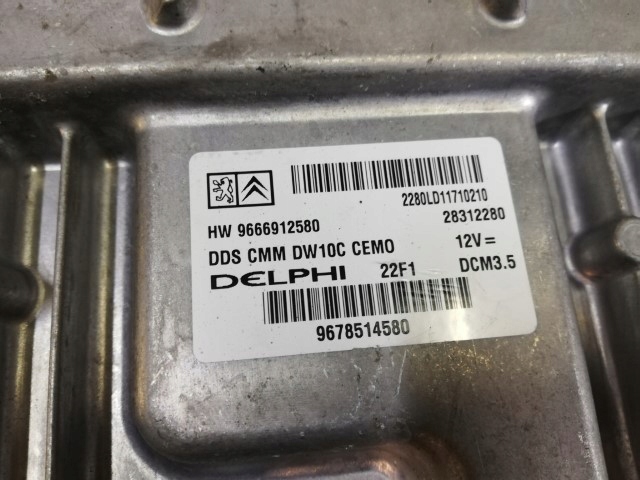 2280LD11710210
HW 9666912580
28312280
DDS CMM DW10C CEMO
12V=
DELPHI
22F1
DCM3.5
9678514580